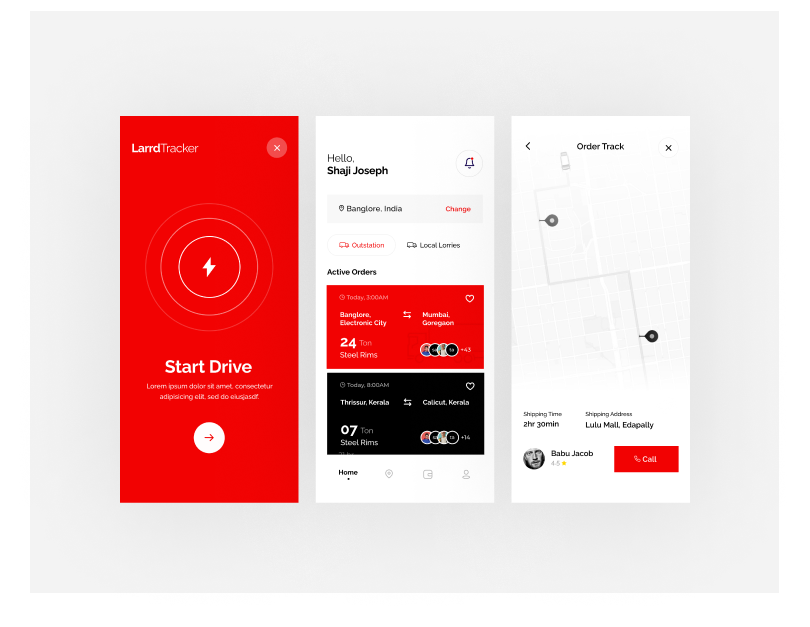 LarrdTracker
Start Drive
Lorem ipsum dolor sit amet, consectetur
adipisicing elit, sed do eiusjasdf.
Hello,
Shaji Joseph
Banglore, India
Change
Outstation
Local Lorries
Active Orders
Today, 3:00AM
Banglore,
Electronic City
Mumbai,
Goregaon
24 Ton
Steel Rims
+43
Today, 8:00AM
Thrissur, Kerala
Calicut, Kerala
07 Ton
Steel Rims
+14
Home
Order Track
Shipping Time
2hr 30min
Shipping Address
Lulu Mall, Edapally
Babu Jacob
4.5
Call